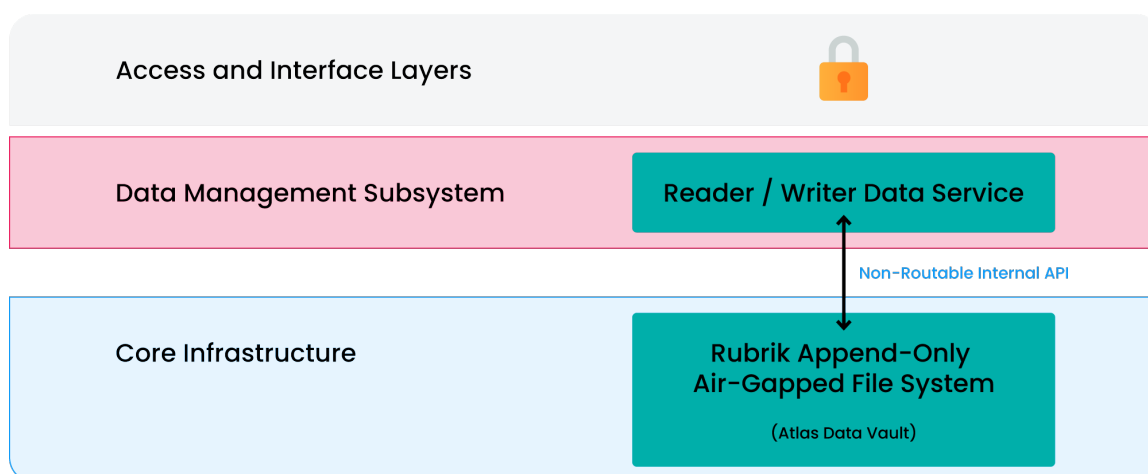 Access and Interface Layers
Data Management Subsystem
Reader / Writer Data Service
Non-Routable Internal API
Core Infrastructure
Rubrik Append-Only
Air-Gapped File System
(Atlas Data Vault)